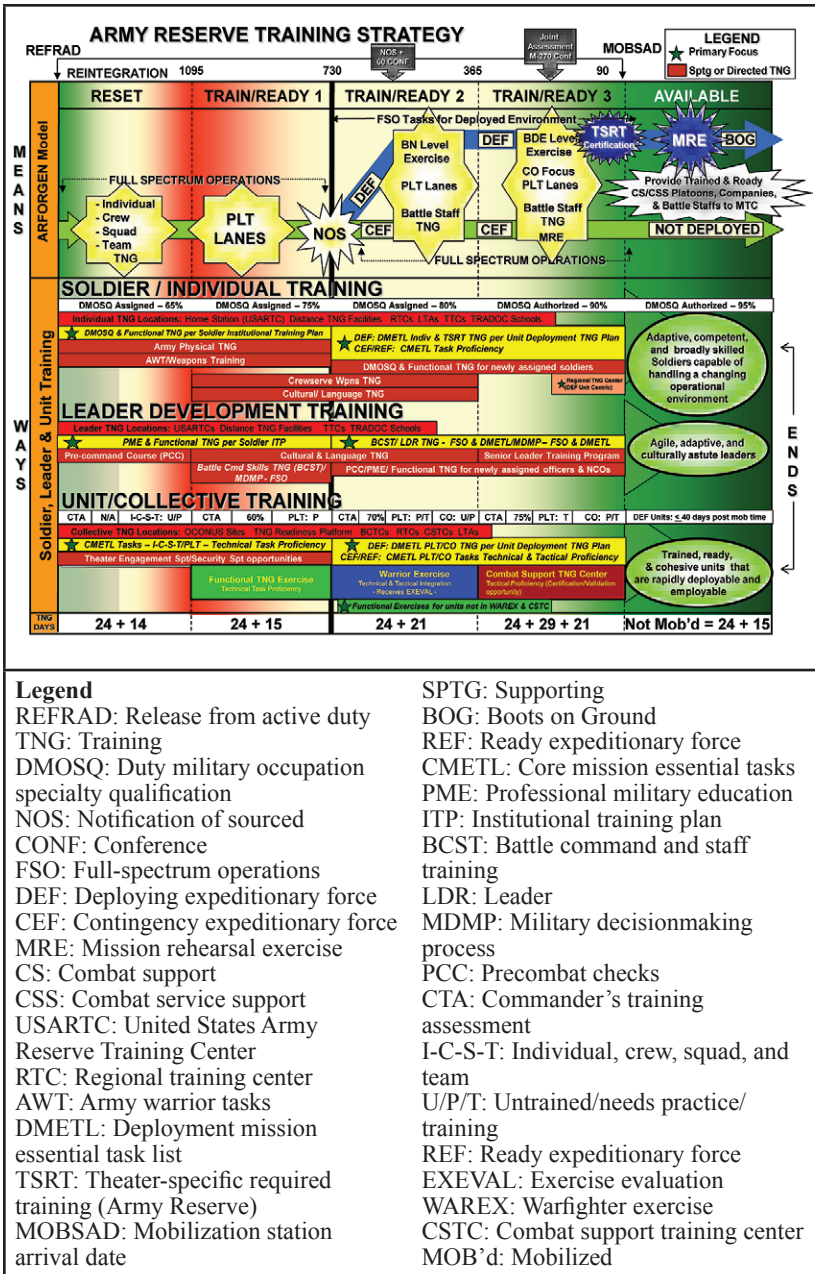 ARMY RESERVE TRAINING STRATEGY
NOS +
60 CONF
Joint
Assessment
M-270 Conf
LEGEND
Primary Focus
Sptg or Directed TNG
REFRAD
MOBSAD
REINTEGRATION
1095
730
365
90
RESET
TRAIN/READY 1
TRAIN/READY 2
TRAIN/READY 3
AVAILABLE
MEANS
ARFORGEN Model
FSO Tasks for Deployed Environment
FULL SPECTRUM OPERATIONS
- Individual
- Crew
- Squad
- Team
TNG
PLT
LANES
NOS
DEF
CEF
BN Level
Exercise
PLT Lanes
Battle Staff
TNG
DEF
CEF
BDE Level
Exercise
CO Focus
PLT Lanes
Battle Staff
TNG
MRE
TSRT
Certification
MRE
BOG
Provide Trained & Ready
CS/CSS Platoons, Companies,
& Battle Staffs to MTC
NOT DEPLOYED
FULL SPECTRUM OPERATIONS
WAYS
Soldier, Leader & Unit Training
ENDS
SOLDIER / INDIVIDUAL TRAINING
DMOSQ Assigned – 65%
DMOSQ Assigned – 75%
DMOSQ Assigned – 80%
DMOSQ Authorized – 90%
DMOSQ Authorized – 95%
Individual TNG Locations: Home Station (USARTC) Distance TNG Facilities RTCs LTAs TTCs TRADOC Schools
DMOSQ & Functional TNG per Soldier Institutional Training Plan
DEF: DMETL Indiv & TSRT TNG per Unit Deployment TNG Plan
CEF/REF: CMETL Task Proficiency
Army Physical TNG
AWT/Weapons Training
DMOSQ & Functional TNG for newly assigned soldiers
Crewserve Wpns TNG
Cultural/ Language TNG
Regional TNG Center
(DEF Unit Centric)
Adaptive, competent,
and broadly skilled
Soldiers capable of
handling a changing
operational
environment
LEADER DEVELOPMENT TRAINING
Leader TNG Locations: USARTCs Distance TNG Facilities TTCs TRADOC Schools
PME & Functional TNG per Soldier ITP
BCST/ LDR TNG - FSO & DMETL/MDMP– FSO & DMETL
Pre-command Course (PCC)
Cultural & Language TNG
Senior Leader Training Program
Battle Cmd Skills TNG (BCST)/
MDMP - FSO
PCC/PME/ Functional TNG for newly assigned officers & NCOs
Agile, adaptive, and
culturally astute leaders
UNIT/COLLECTIVE TRAINING
CTA N/A I-C-S-T: U/P
CTA 60% PLT: P
CTA 70% PLT: P/T CO: U/P
CTA 75% PLT: T CO: P/T
DEF Units: ≤ 40 days post mob time
Collective TNG Locations: OCONUS Sites TNG Readiness Platform BCTCs RTCs CSTCs LTAs
CMETL Tasks – I-C-S-T/PLT – Technical Task Proficiency
DEF: DMETL PLT/CO TNG per Unit Deployment TNG Plan
CEF/REF: CMETL PLT/CO Tasks Technical & Tactical Proficiency
Theater Engagement Spt/Security Spt opportunities
Functional TNG Exercise
Technical Task Proficiency
Warrior Exercise
Technical & Tactical Integration
- Receives EXEVAL -
Combat Support TNG Center
Tactical Proficiency (Certification/Validation
opportunity)
Functional Exercises for units not in WAREX & CSTC
Trained, ready,
& cohesive units that
are rapidly deployable and
employable
TNG
DAYS
24 + 14
24 + 15
24 + 21
24 + 29 + 21
Not Mob'd = 24 + 15
Legend
REFRAD: Release from active duty
TNG: Training
DMOSQ: Duty military occupation
specialty qualification
NOS: Notification of sourced
CONF: Conference
FSO: Full-spectrum operations
DEF: Deploying expeditionary force
CEF: Contingency expeditionary force
MRE: Mission rehearsal exercise
CS: Combat support
CSS: Combat service support
USARTC: United States Army
Reserve Training Center
RTC: Regional training center
AWT: Army warrior tasks
DMETL: Deployment mission
essential task list
TSRT: Theater-specific required
training (Army Reserve)
MOBSAD: Mobilization station
arrival date
SPTG: Supporting
BOG: Boots on Ground
REF: Ready expeditionary force
CMETL: Core mission essential tasks
PME: Professional military education
ITP: Institutional training plan
BCST: Battle command and staff
training
LDR: Leader
MDMP: Military decisionmaking
process
PCC: Precombat checks
CTA: Commander's training
assessment
I-C-S-T: Individual, crew, squad, and
team
U/P/T: Untrained/needs practice/
training
REF: Ready expeditionary force
EXEVAL: Exercise evaluation
WAREX: Warfighter exercise
CSTC: Combat support training center
MOB'd: Mobilized